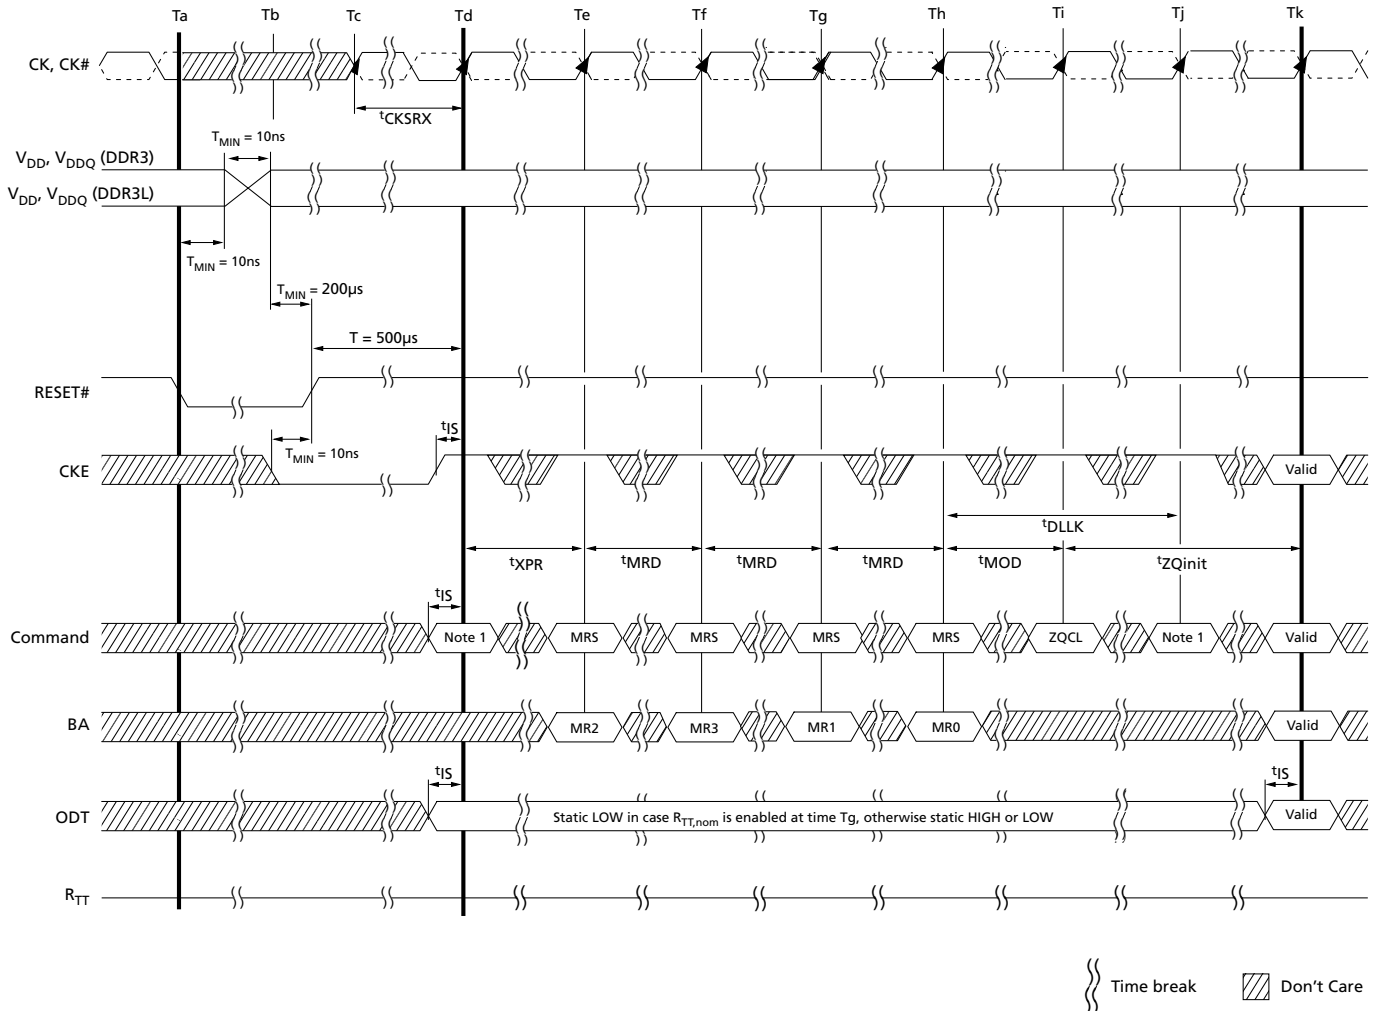 Ta Tb Tc Td Te Tf Tg Th Ti Tj Tk
CK, CK#
tCKSRX
TMIN = 10ns
VDD, VDDQ (DDR3)
VDD, VDDQ (DDR3L)
TMIN = 10ns
TMIN = 200µs
T = 500µs
RESET#
tIS
TMIN = 10ns
CKE
Valid
tDLLK
tXPR tMRD tMRD tMRD tMOD tZQinit
tIS
Command Note 1 MRS MRS MRS MRS ZQCL Note 1 Valid
BA MR2 MR3 MR1 MR0 Valid
tIS tIS
ODT Static LOW in case RTT,nom is enabled at time Tg, otherwise static HIGH or LOW Valid
RTT
Time break Don't Care